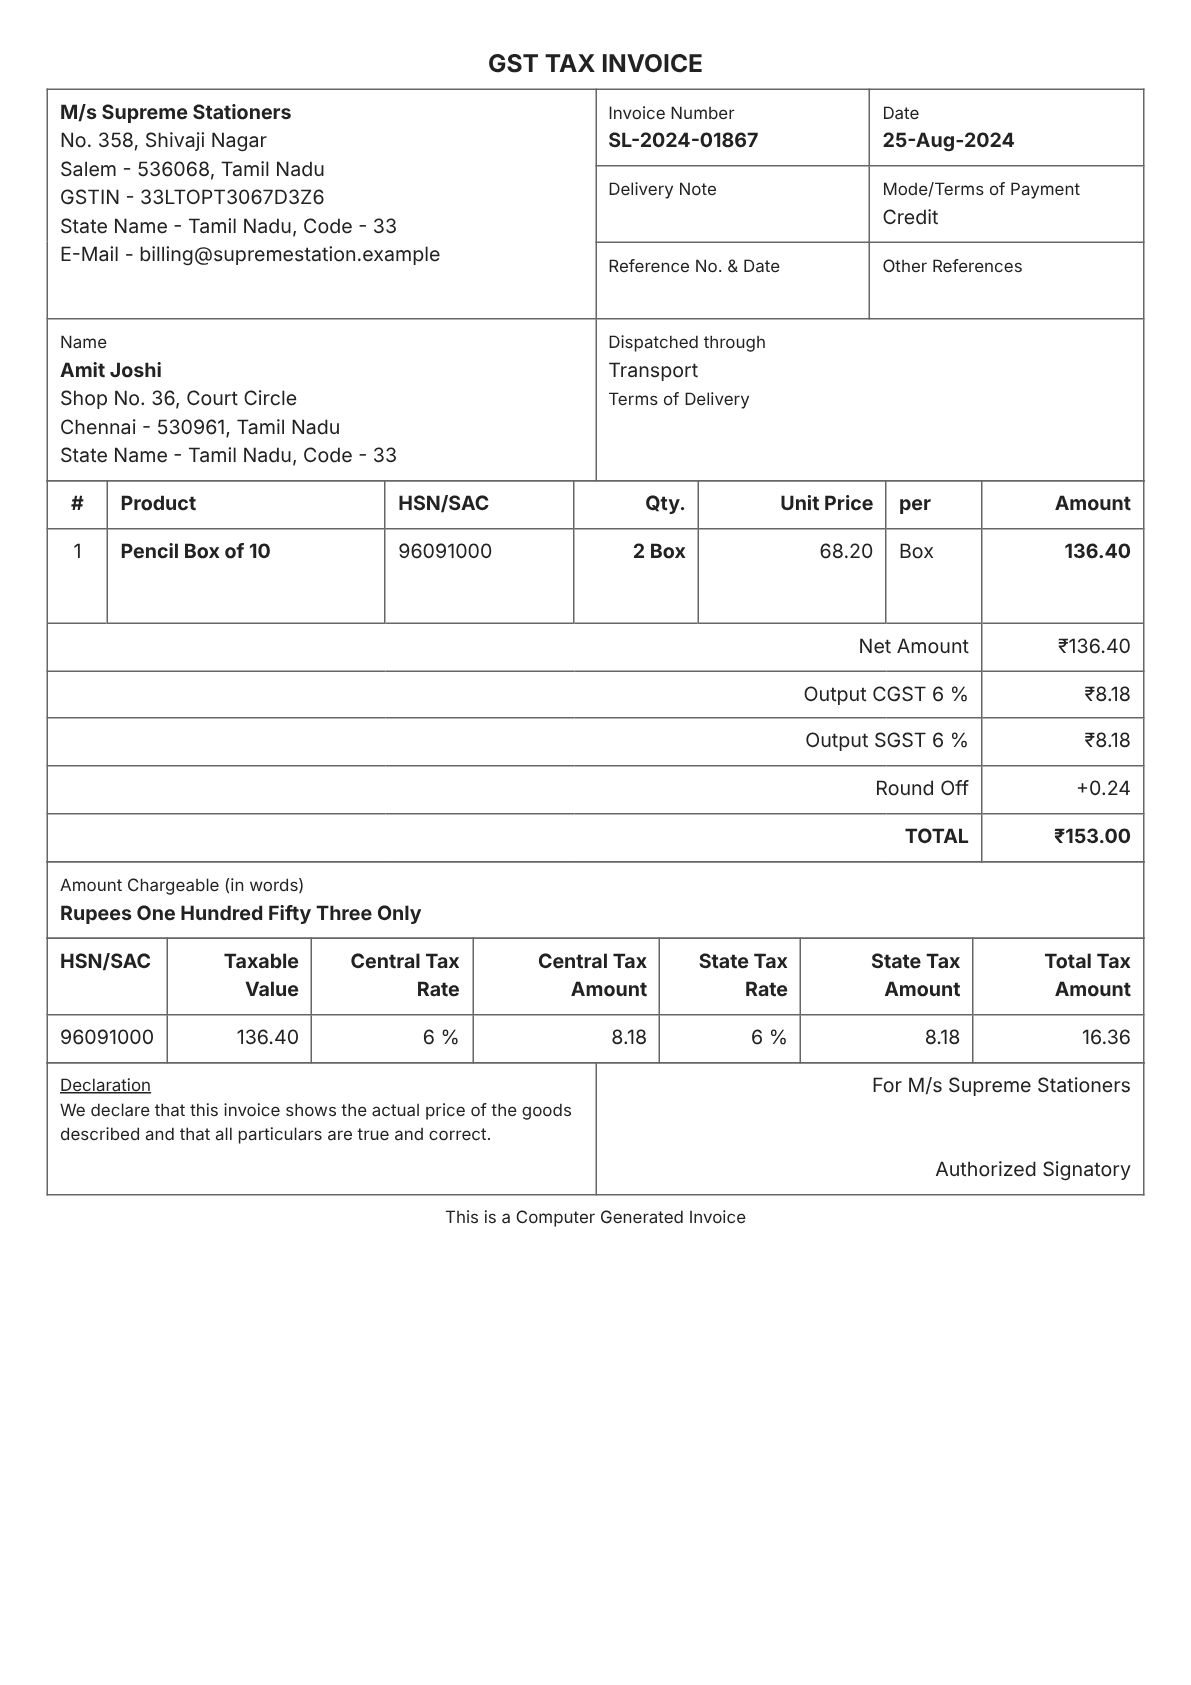 GST TAX INVOICE
M/s Supreme Stationers
No. 358, Shivaji Nagar
Salem - 536068, Tamil Nadu
GSTIN - 33LTOPT3067D3Z6
State Name - Tamil Nadu, Code - 33
E-Mail - billing@supremestation.example
Invoice Number
SL-2024-01867
Date
25-Aug-2024
Delivery Note
Mode/Terms of Payment
Credit
Reference No. & Date
Other References
Name
Amit Joshi
Shop No. 36, Court Circle
Chennai - 530961, Tamil Nadu
State Name - Tamil Nadu, Code - 33
Dispatched through
Transport
Terms of Delivery
# Product HSN/SAC Qty. Unit Price per Amount
1 Pencil Box of 10 96091000 2 Box 68.20 Box 136.40
Net Amount ₹136.40
Output CGST 6 % ₹8.18
Output SGST 6 % ₹8.18
Round Off +0.24
TOTAL ₹153.00
Amount Chargeable (in words)
Rupees One Hundred Fifty Three Only
HSN/SAC Taxable Value Central Tax Rate Central Tax Amount State Tax Rate State Tax Amount Total Tax Amount
96091000 136.40 6 % 8.18 6 % 8.18 16.36
Declaration
We declare that this invoice shows the actual price of the goods
described and that all particulars are true and correct.
For M/s Supreme Stationers
Authorized Signatory
This is a Computer Generated Invoice